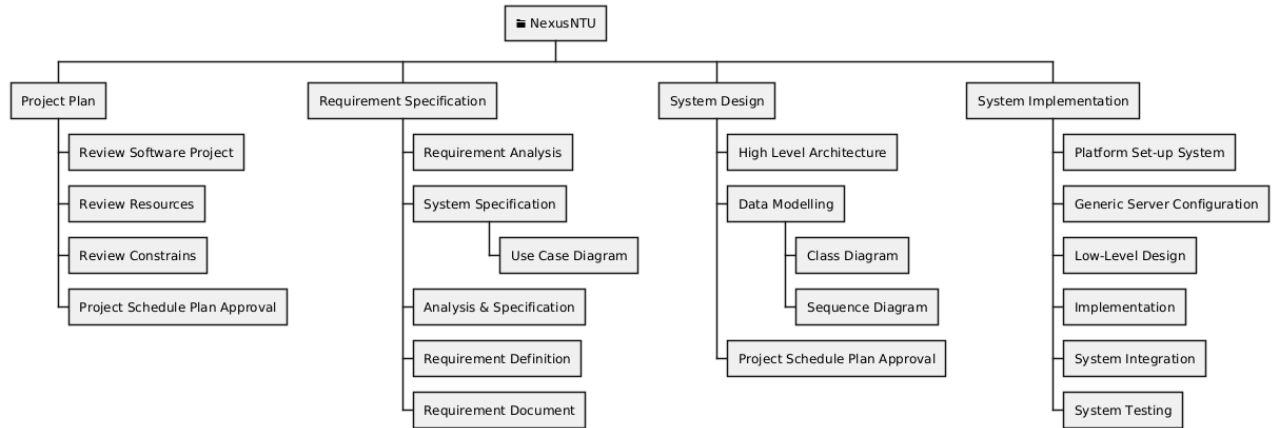 NexusNTU
Project Plan
Review Software Project
Review Resources
Review Constrains
Project Schedule Plan Approval
Requirement Specification
Requirement Analysis
System Specification
Use Case Diagram
Analysis & Specification
Requirement Definition
Requirement Document
System Design
High Level Architecture
Data Modelling
Class Diagram
Sequence Diagram
Project Schedule Plan Approval
System Implementation
Platform Set-up System
Generic Server Configuration
Low-Level Design
Implementation
System Integration
System Testing